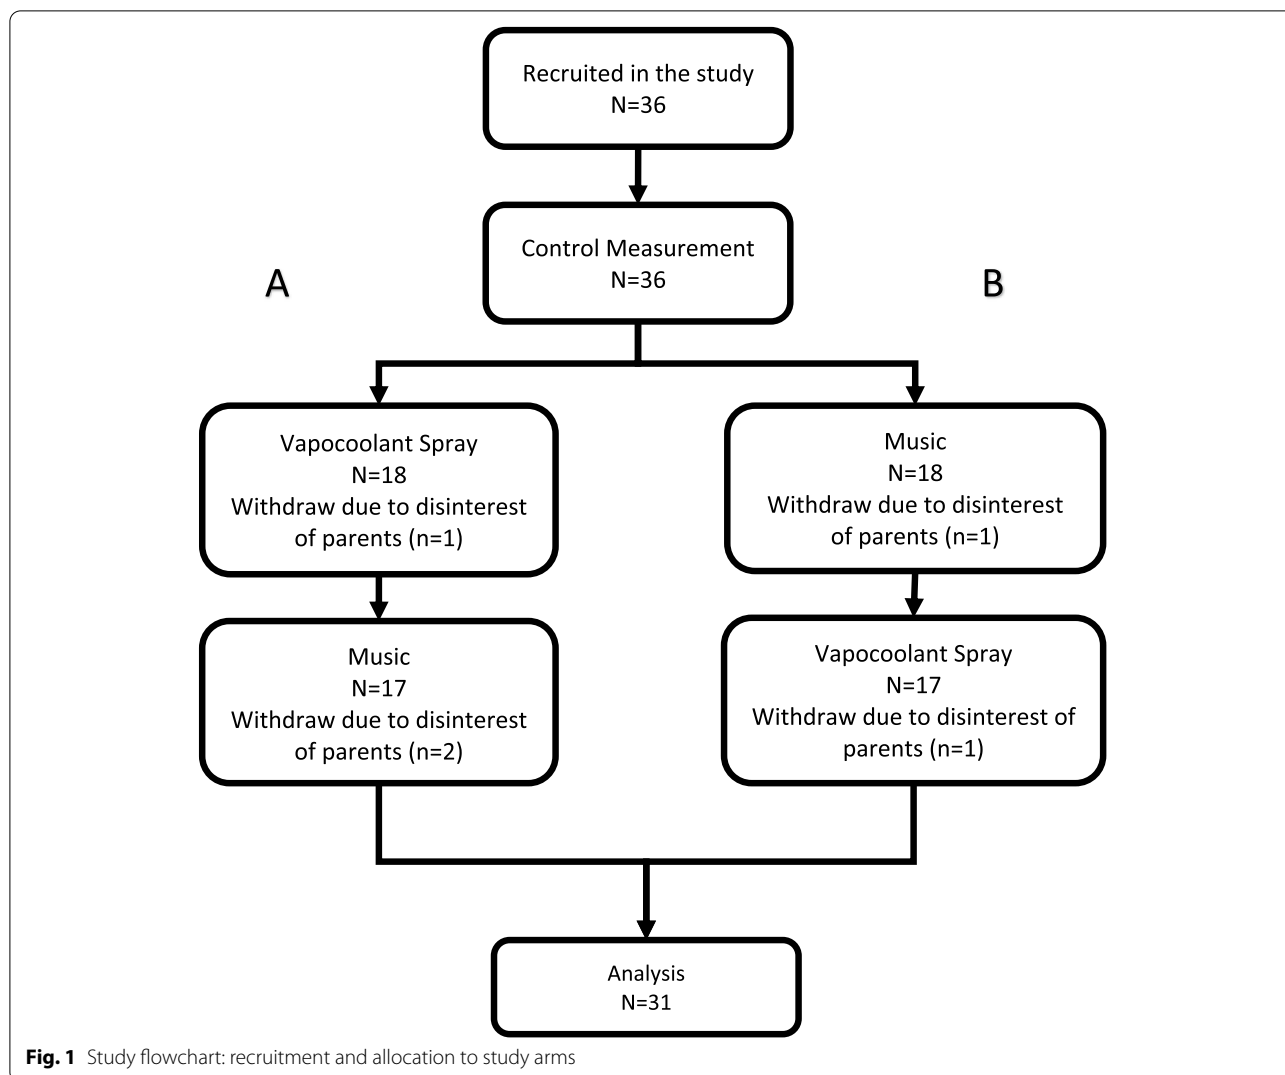 Recruited in the study
N=36
Control Measurement
N=36
A
B
Vapocoolant Spray
N=18
Withdraw due to disinterest
of parents (n=1)
Music
N=18
Withdraw due to disinterest
of parents (n=1)
Music
N=17
Withdraw due to disinterest
of parents (n=2)
Vapocoolant Spray
N=17
Withdraw due to disinterest of
parents (n=1)
Analysis
N=31
Fig. 1 Study flowchart: recruitment and allocation to study arms